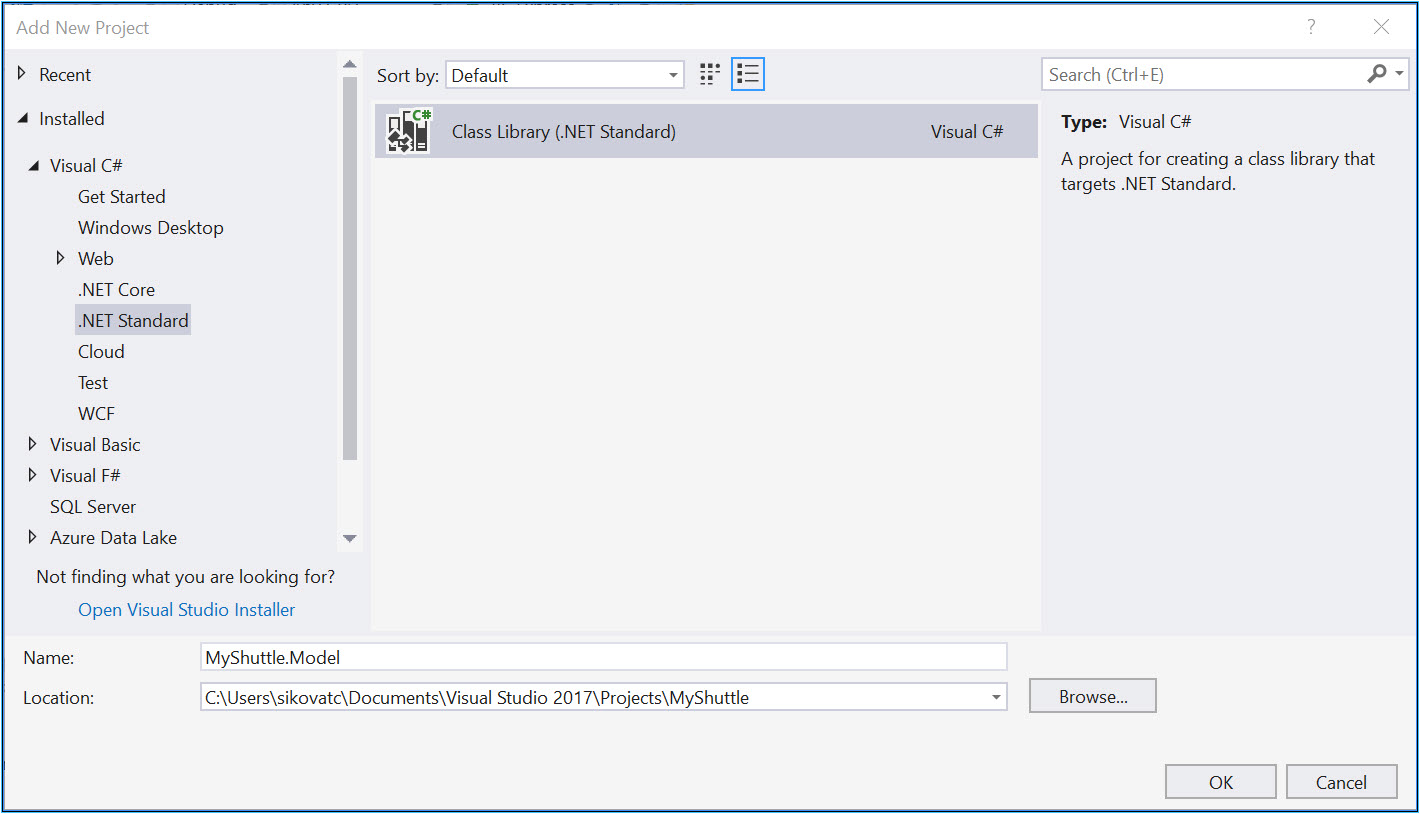 Add New Project
?
Recent
Installed
Visual C#
Get Started
Windows Desktop
Web
.NET Core
.NET Standard
Cloud
Test
WCF
Visual Basic
Visual F#
SQL Server
Azure Data Lake
Not finding what you are looking for?
Open Visual Studio Installer
Sort by: Default
C#
Class Library (.NET Standard) Visual C#
Search (Ctrl+E)
Type: Visual C#
A project for creating a class library that
targets .NET Standard.
Name: MyShuttle.Model
Location: C:\Users\sikovatc\Documents\Visual Studio 2017\Projects\MyShuttle
Browse...
OK Cancel